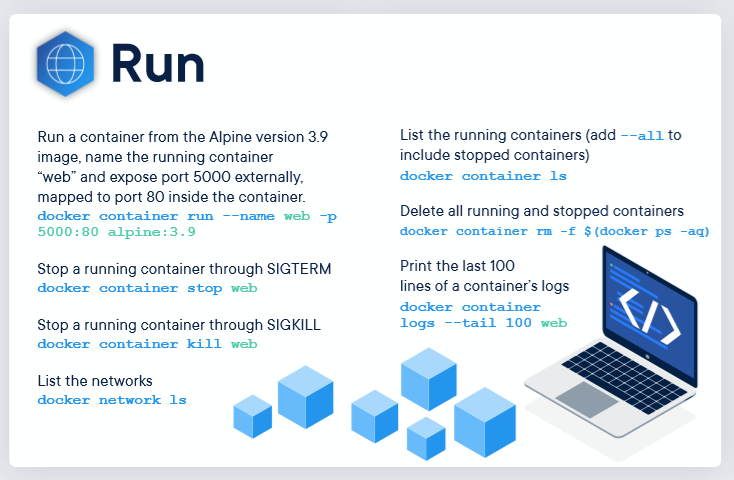 Run
Run a container from the Alpine version 3.9
image, name the running container
“web” and expose port 5000 externally,
mapped to port 80 inside the container.
docker container run --name web -p
5000:80 alpine:3.9
Stop a running container through SIGTERM
docker container stop web
Stop a running container through SIGKILL
docker container kill web
List the networks
docker network ls
List the running containers (add --all to
include stopped containers)
docker container ls
Delete all running and stopped containers
docker container rm -f $(docker ps -aq)
Print the last 100
lines of a container’s logs
docker container
logs --tail 100 web
</>